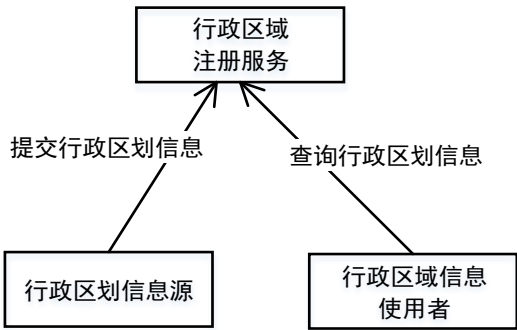 行政区域
注册服务
提交行政区划信息
查询行政区划信息
行政区划信息源
行政区域信息
使用者